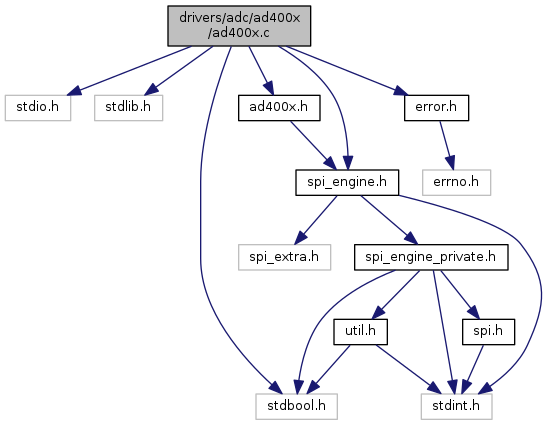 drivers/adc/ad400x
/ad400x.c
stdio.h
stdlib.h
ad400x.h
error.h
spi_engine.h
errno.h
spi_extra.h
spi_engine_private.h
util.h
spi.h
stdbool.h
stdint.h